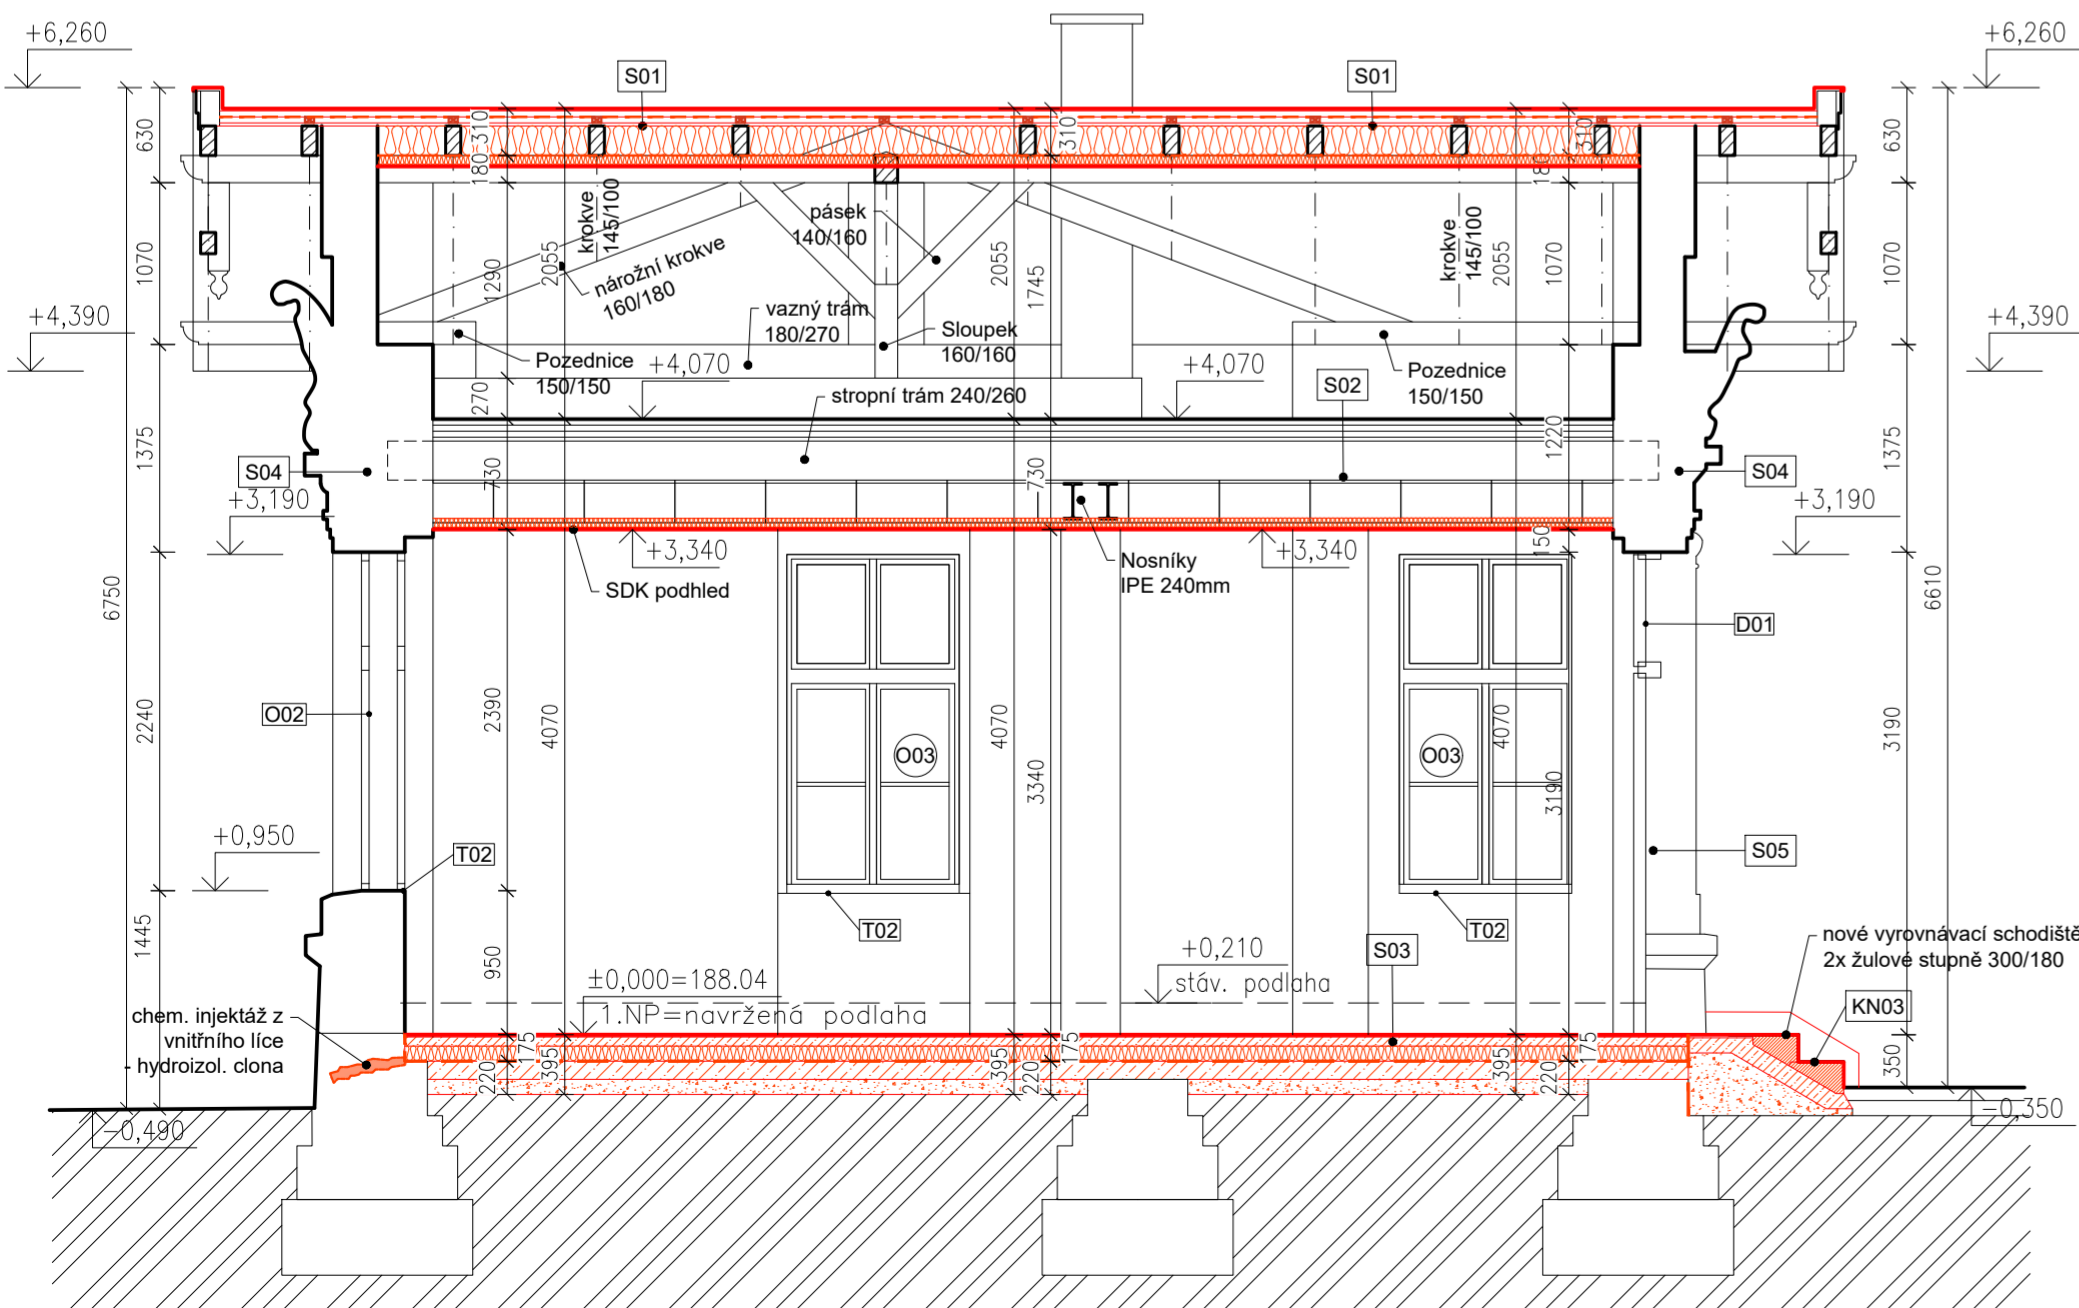 +6,260
+6,260
S01
S01
630
310
180
310
310
180
630
krokve
145/100
pásek
140/160
krokve
145/100
nárožní krokve
160/180
1070
1290
2055
2055
1745
2055
1070
1070
vazný trám
180/270
Sloupek
160/160
+4,390
+4,390
Pozednice
150/150
+4,070
+4,070
Pozednice
150/150
S02
270
stropní trám 240/260
1375
1220
1375
S04
730
730
S04
+3,190
+3,190
+3,340
+3,340
150
SDK podhled
Nosníky
IPE 240mm
6750
6610
D01
2240
O02
2390
4070
4070
3340
4070
3190
3190
O03
O03
+0,950
T02
S05
1445
950
T02
T02
+0,210
stáv. podlaha
S03
nové vyrovnávací schodiště
2x žulové stupně 300/180
±0,000=188.04
1.NP=navržená podlaha
KN03
chem. injektáž z
vnitřního líce
- hydroizol. clona
175
395
220
395
175
220
395
175
220
350
-0,490
-0,350